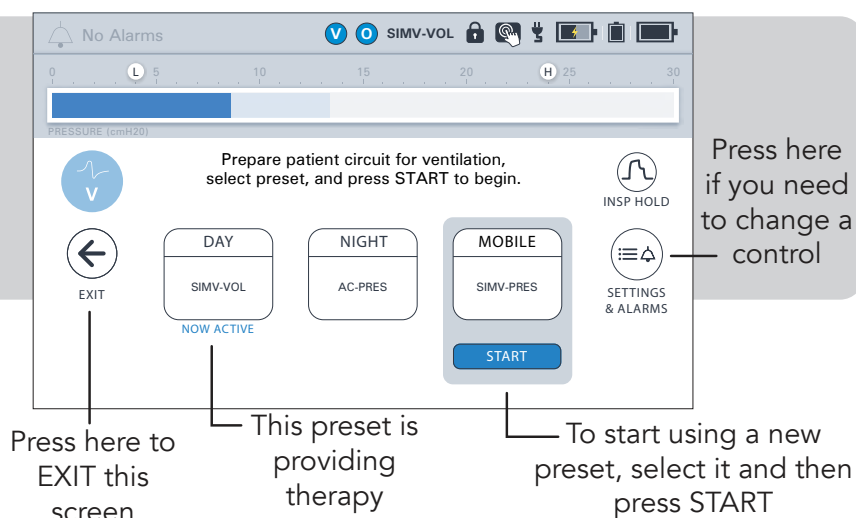 No Alarms
V O SIMV-VOL
0 L 5 10 15 20 H 25 30
PRESSURE (cmH20)
V
Prepare patient circuit for ventilation,
select preset, and press START to begin.
INSP HOLD
Press here
if you need
to change a
control
EXIT
DAY
SIMV-VOL
NOW ACTIVE
NIGHT
AC-PRES
MOBILE
SIMV-PRES
START
SETTINGS
& ALARMS
Press here to
EXIT this
screen
This preset is
providing
therapy
To start using a new
preset, select it and then
press START